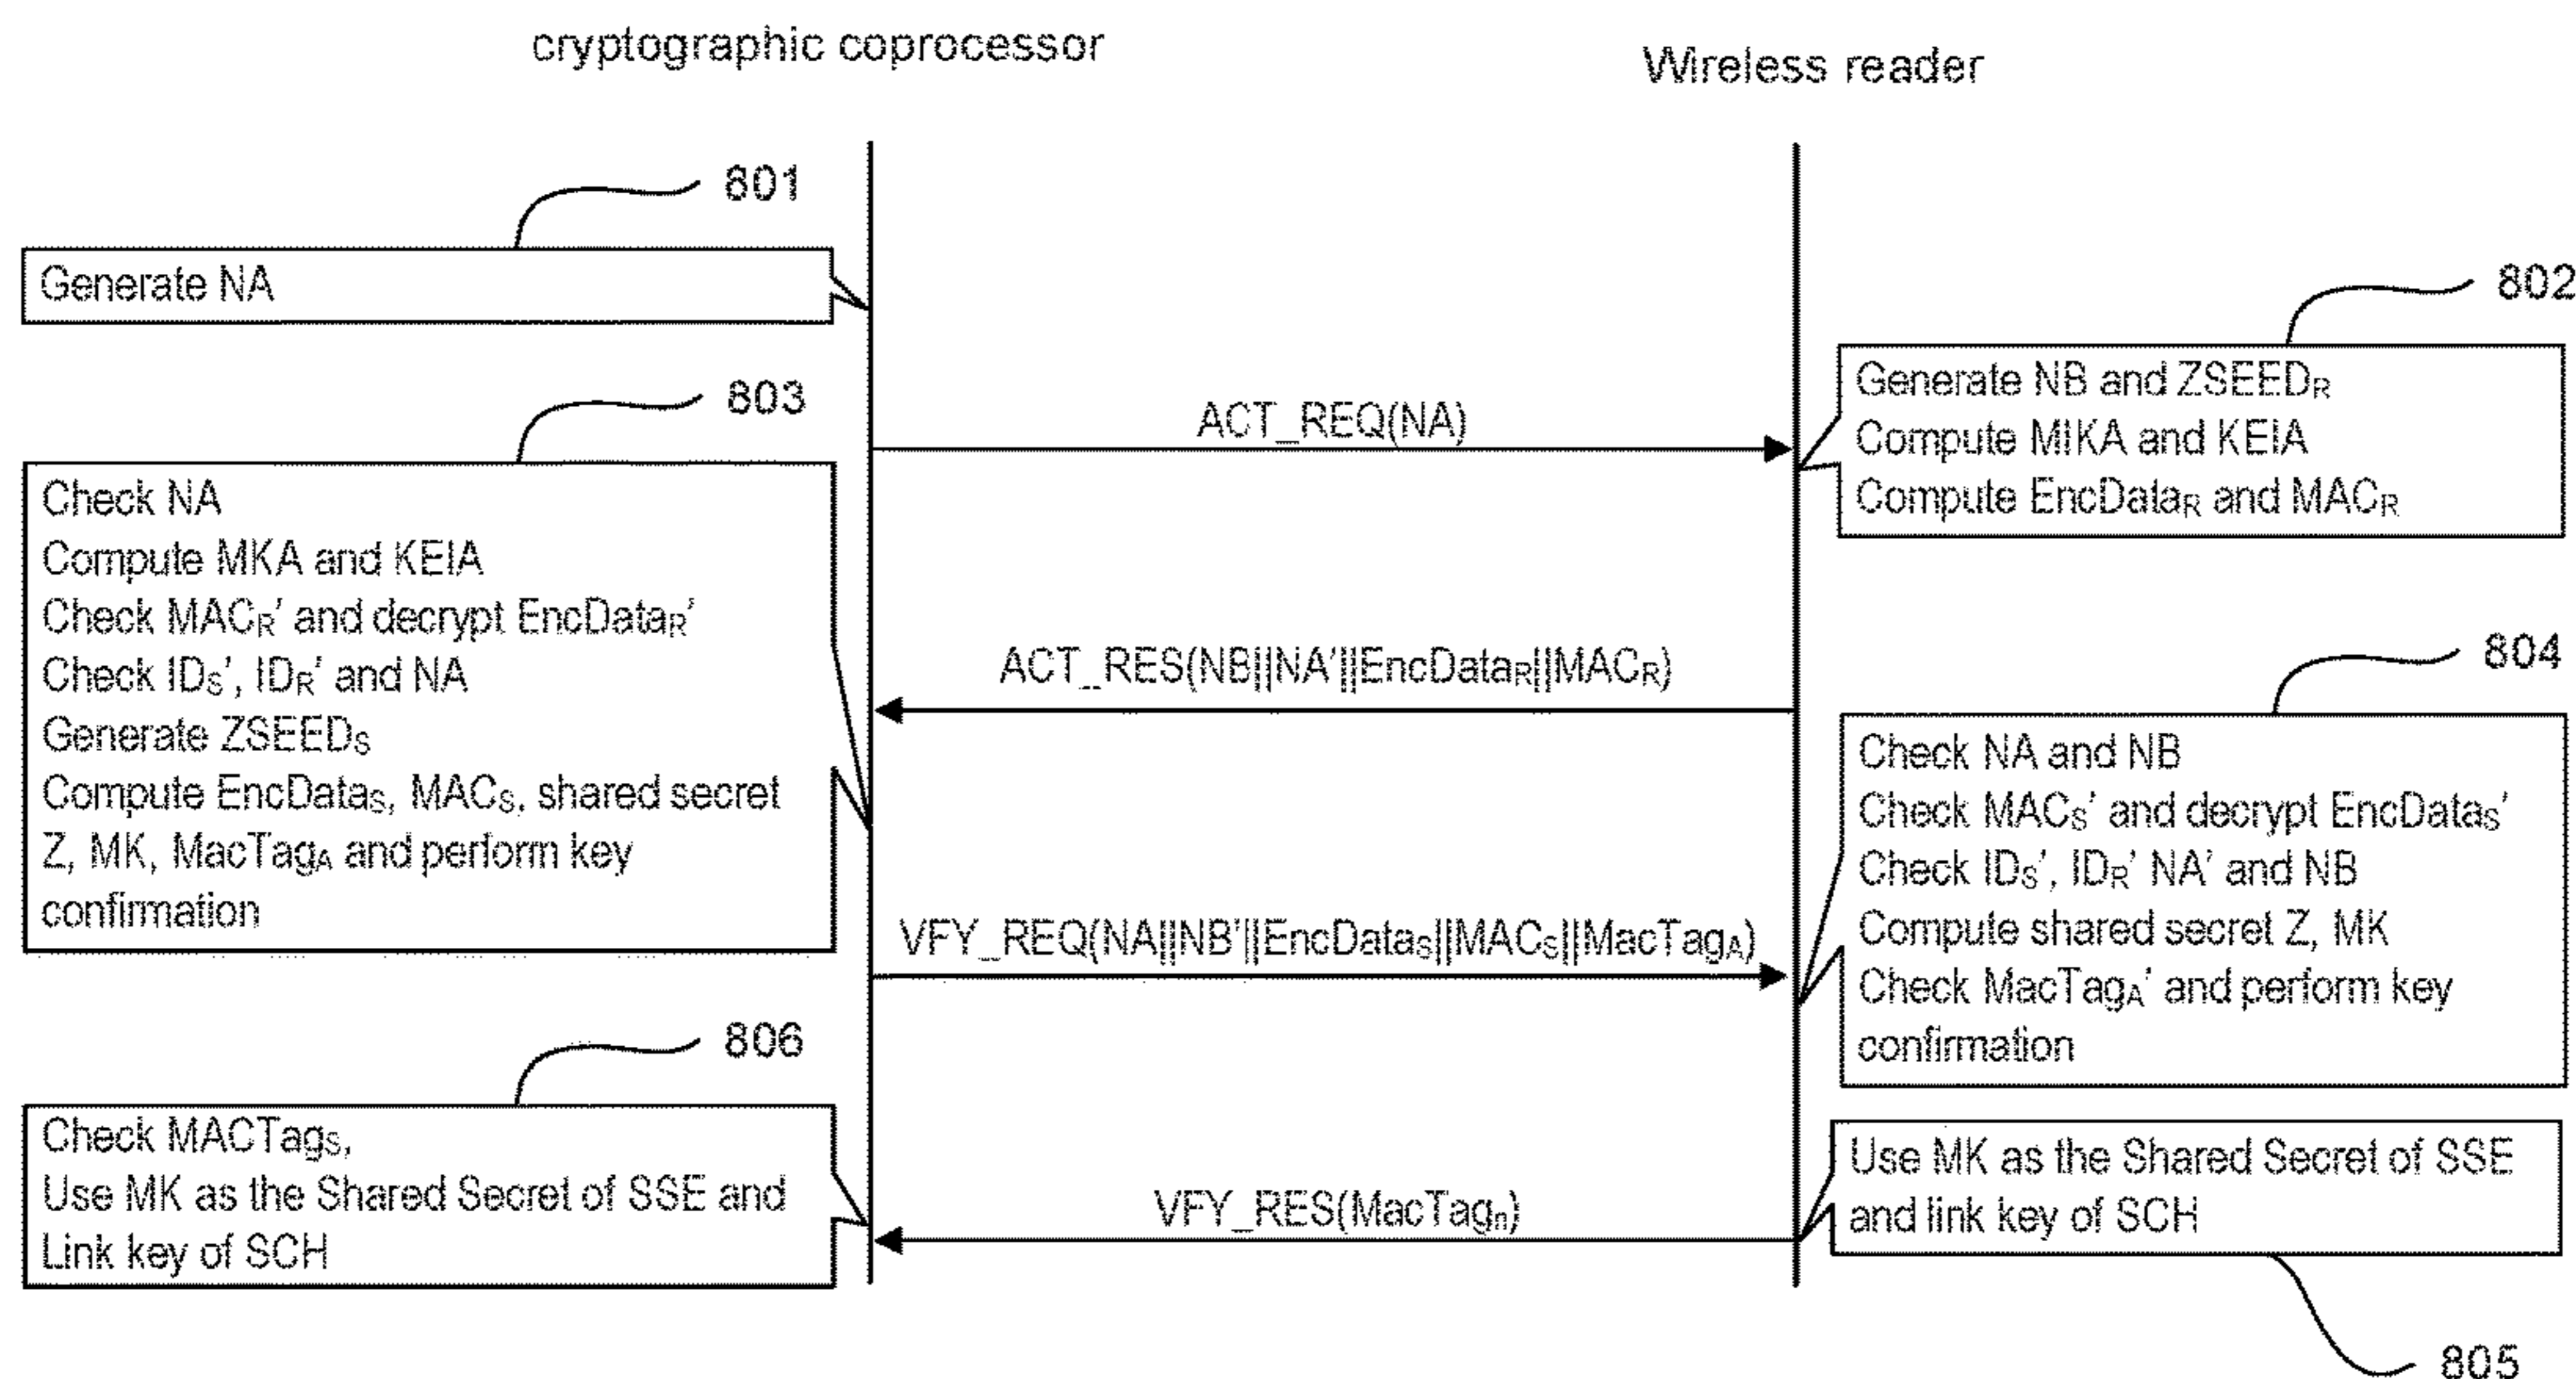 cryptographic coprocessor
Wireless reader
801
Generate NA
802
Generate NB and ZSEEDR
Compute MIKA and KEIA
Compute EncDataR and MACR
ACT_REQ(NA)
803
Check NA
Compute MKA and KEIA
Check MACR' and decrypt EncDataR'
Check IDS', IDR' and NA
Generate ZSEEDS
Compute EncDataS, MACS, shared secret
Z, MK, MacTagA and perform key
confirmation
ACT_RES(NB||NA'||EncDataR||MACR)
804
Check NA and NB
Check MACS' and decrypt EncDataS'
Check IDS', IDR' NA' and NB
Compute shared secret Z, MK
Check MacTagA' and perform key
confirmation
VFY_REQ(NA||NB'||EncDataS||MACS||MacTagA)
806
Check MACTagS,
Use MK as the Shared Secret of SSE and
Link key of SCH
Use MK as the Shared Secret of SSE
and link key of SCH
VFY_RES(MacTagn)
805